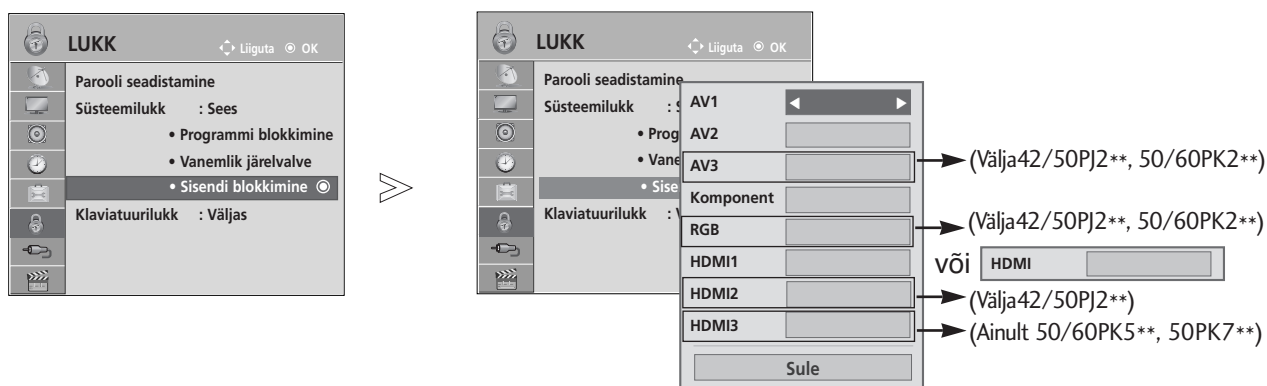 LUKK
Liiguta OK
Parooli seadistamine
Süsteemilukk : Sees
• Programmi blokkimine
• Vanemlik järelvalve
• Sisendi blokkimine
Klaviatuurilukk : Väljas
LUKK
Liiguta OK
Parooli seadistamine
Süsteemilukk : S
• Prog
• Vane
• Sise
Klaviatuurilukk : V
AV1
AV2
AV3
Komponent
RGB
HDMI1
HDMI2
HDMI3
Sule
(Välja42/50PJ2**, 50/60PK2**)
(Välja42/50PJ2**, 50/60PK2**)
või HDMI
(Välja42/50PJ2**)
(Ainult 50/60PK5**, 50PK7**)